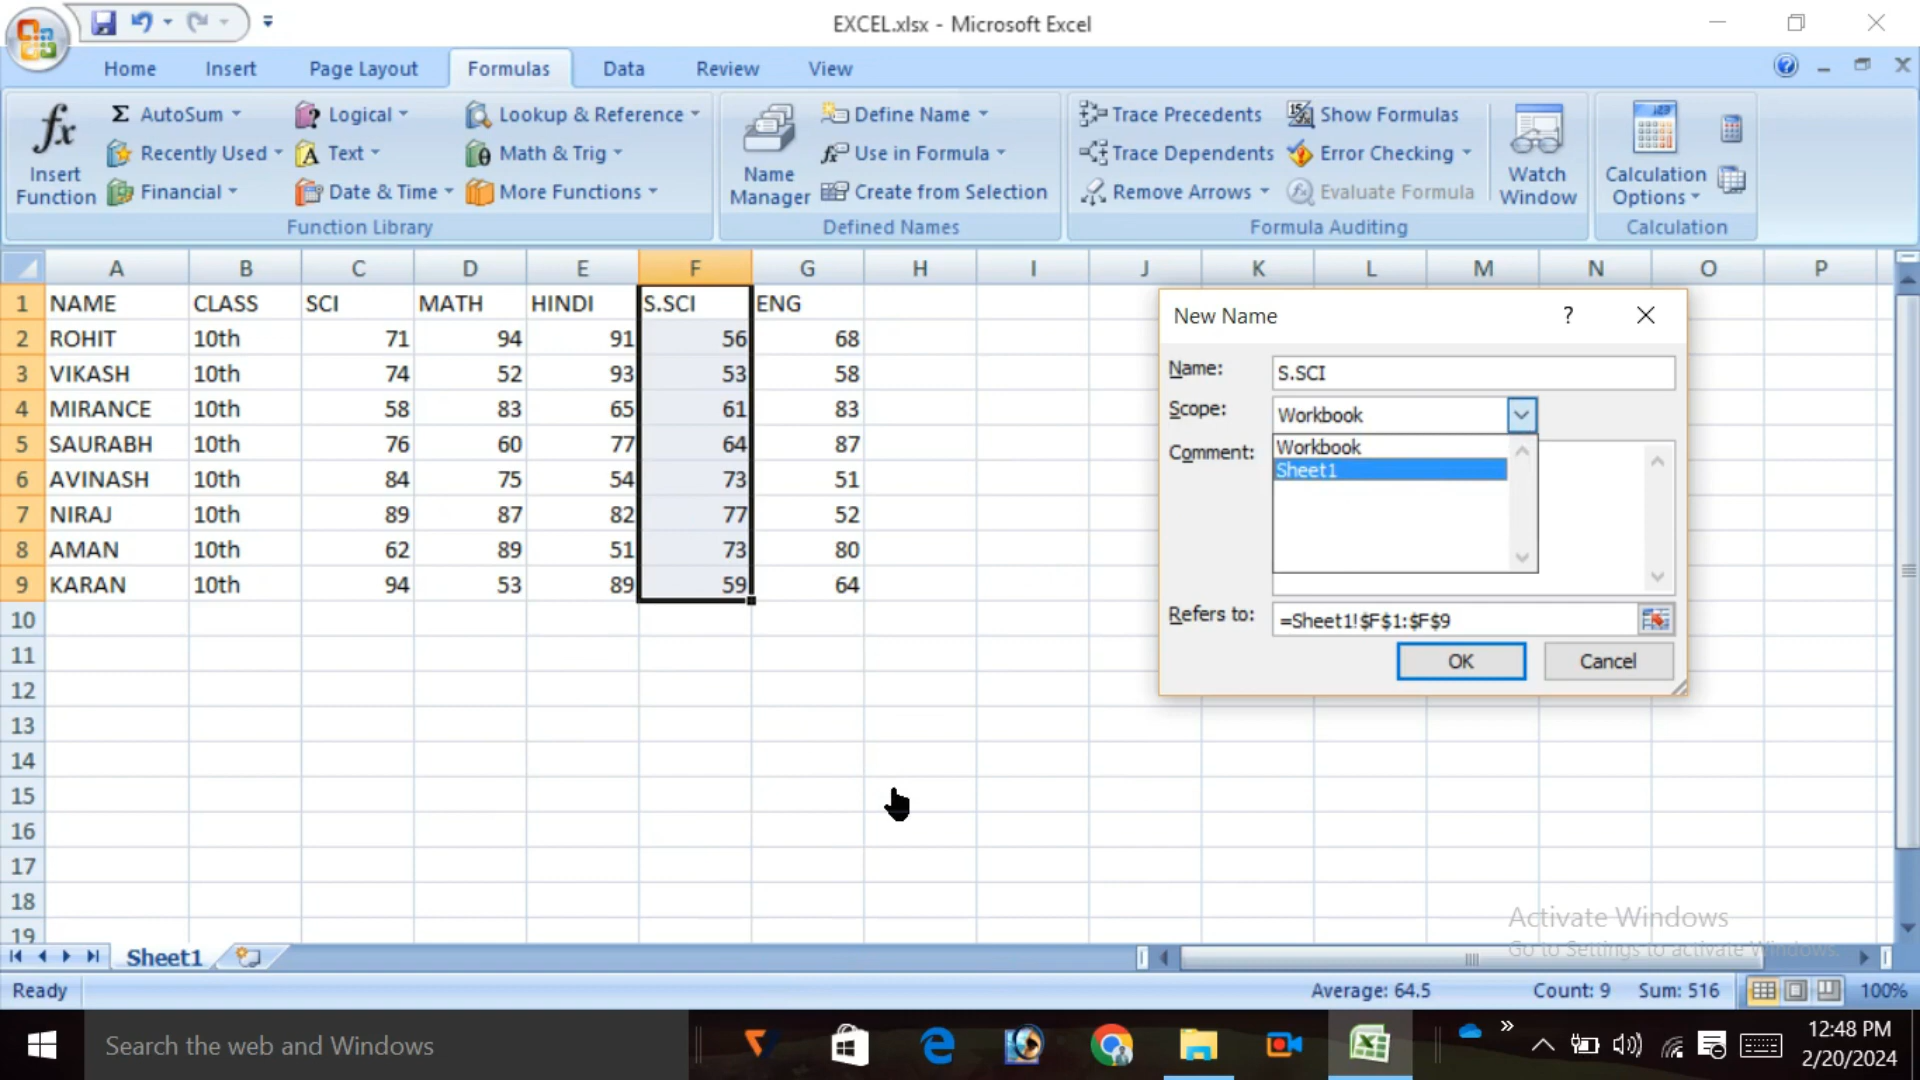 EXCEL.xlsx - Microsoft Excel
Home Insert Page Layout Formulas Data Review View
fx Insert Function
Σ AutoSum
Recently Used
Financial
Logical
Text
Date & Time
Lookup & Reference
Math & Trig
More Functions
Function Library
Name Manager
Define Name
Use in Formula
Create from Selection
Defined Names
Trace Precedents
Trace Dependents
Remove Arrows
Show Formulas
Error Checking
Evaluate Formula
Watch Window
Formula Auditing
Calculation Options
Calculation
A B C D E F G H I J K L M N O P
1 NAME CLASS SCI MATH HINDI S.SCI ENG
2 ROHIT 10th 71 94 91 56 68
3 VIKASH 10th 74 52 93 53 58
4 MIRANCE 10th 58 83 65 61 83
5 SAURABH 10th 76 60 77 64 87
6 AVINASH 10th 84 75 54 73 51
7 NIRAJ 10th 89 87 82 77 52
8 AMAN 10th 62 89 51 73 80
9 KARAN 10th 94 53 89 59 64
10
11
12
13
14
15
16
17
18
19
New Name ?
Name: S.SCI
Scope: Workbook
Workbook
Sheet1
Comment:
Refers to: =Sheet1!$F$1:$F$9
OK Cancel
Activate Windows
Go to Settings to activate Windows.
Sheet1
Ready Average: 64.5 Count: 9 Sum: 516 100%
Search the web and Windows
12:48 PM
2/20/2024